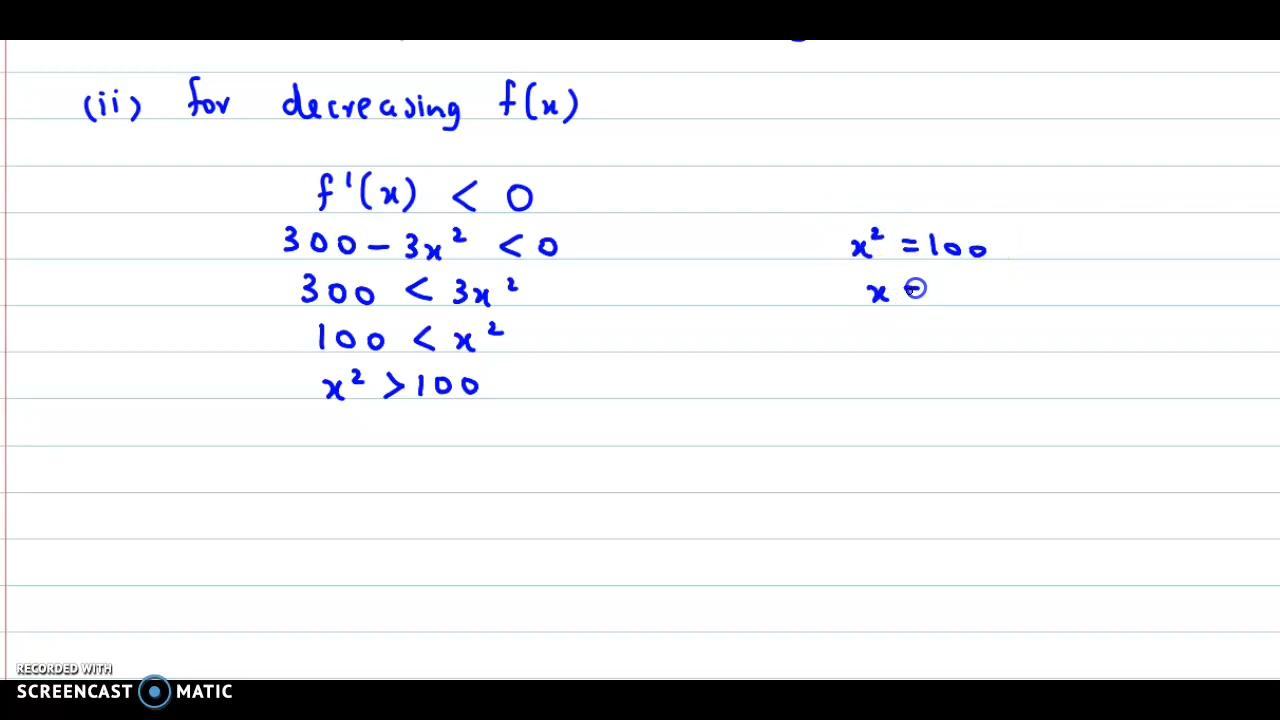 (ii) for decreasing f(x)
f'(x) < 0
300 - 3x² < 0
300 < 3x²
100 < x²
x² > 100
x² = 100
x =
RECORDED WITH
SCREENCAST MATIC